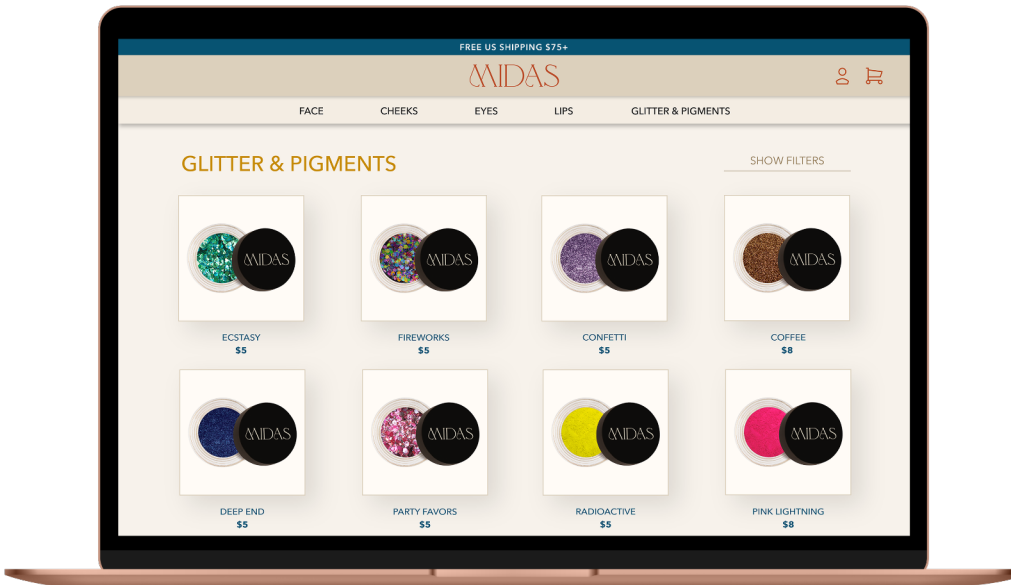 FREE US SHIPPING $75+
MIDAS
FACE CHEEKS EYES LIPS GLITTER & PIGMENTS
GLITTER & PIGMENTS
SHOW FILTERS
MIDAS MIDAS MIDAS MIDAS
ECSTASY FIREWORKS CONFETTI COFFEE
$5 $5 $5 $8
MIDAS MIDAS MIDAS MIDAS
DEEP END PARTY FAVORS RADIOACTIVE PINK LIGHTNING
$5 $5 $5 $8